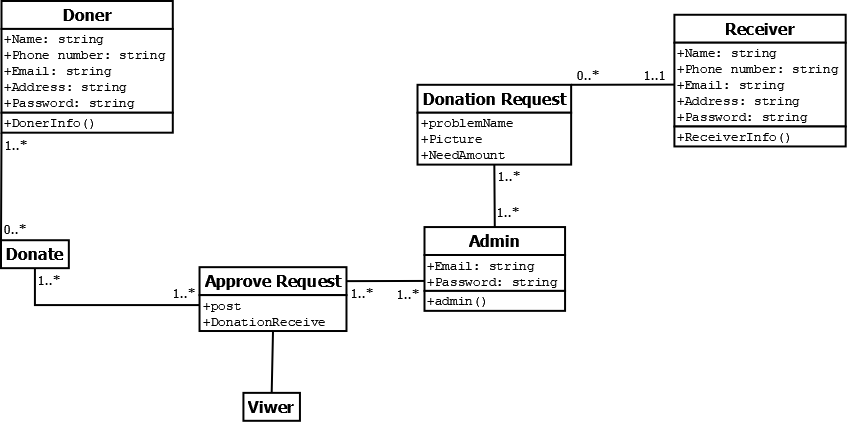 Doner
+Name: string
+Phone number: string
+Email: string
+Address: string
+Password: string
+DonerInfo()
1..*
0..*
Donate
1..*
1..*
Approve Request
+post
+DonationReceive
1..*
1..*
Viwer
Admin
+Email: string
+Password: string
+admin()
1..*
1..*
Donation Request
+problemName
+Picture
+NeedAmount
0..*
1..1
Receiver
+Name: string
+Phone number: string
+Email: string
+Address: string
+Password: string
+ReceiverInfo()